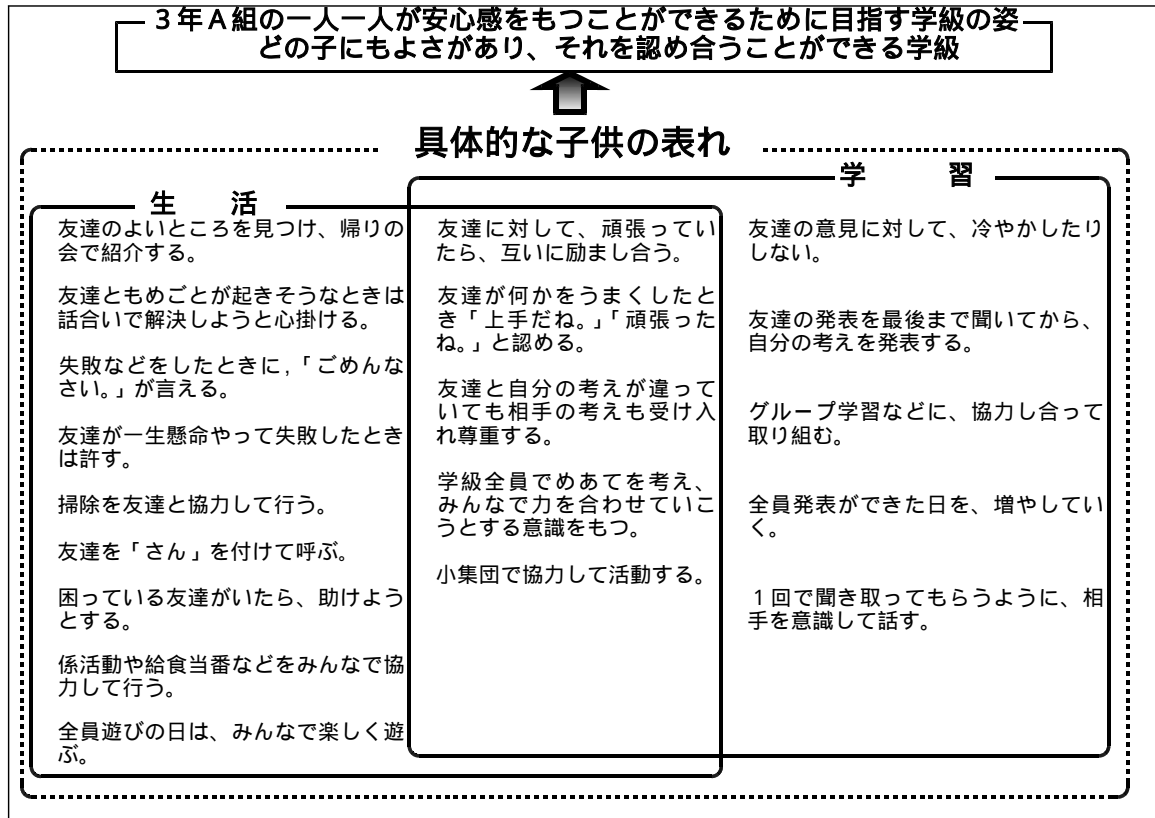 ３年Ａ組の一人一人が安心感をもつことができるために目指す学級の姿
どの子にもよさがあり、それを認め合うことができる学級
具体的な子供の表れ
生　活
友達のよいところを見つけ、帰りの
会で紹介する。
友達ともめごとが起きそうなときは
話合いで解決しようと心掛ける。
失敗などをしたときに,「ごめんな
さい。」が言える。
友達が一生懸命やって失敗したとき
は許す。
掃除を友達と協力して行う。
友達を「さん」を付けて呼ぶ。
困っている友達がいたら、助けよう
とする。
係活動や給食当番などをみんなで協
力して行う。
全員遊びの日は、みんなで楽しく遊
ぶ。
友達に対して、頑張ってい
たら、互いに励まし合う。
友達が何かをうまくしたと
き「上手だね。」「頑張った
ね。」と認める。
友達と自分の考えが違って
いても相手の考えも受け入
れ尊重する。
学級全員でめあてを考え、
みんなで力を合わせていこ
うとする意識をもつ。
小集団で協力して活動する。
学　習
友達の意見に対して、冷やかしたり
しない。
友達の発表を最後まで聞いてから、
自分の考えを発表する。
グループ学習などに、協力し合って
取り組む。
全員発表ができた日を、増やしてい
く。
１回で聞き取ってもらうように、相
手を意識して話す。